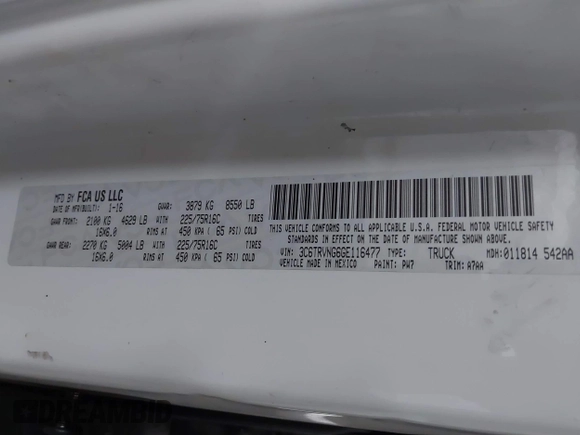 MFD BY FCA US LLC
DATE OF MFR(BUILT): 1-16 GVWR: 3879 KG 8550 LB
GAWR FRONT: 2100 KG 4629 LB WITH 225/75R16C TIRES
16X6.0 RIMS AT 450 KPA ( 65 PSI) COLD
GAWR REAR: 2270 KG 5004 LB WITH 225/75R16C TIRES
16X6.0 RIMS AT 450 KPA ( 65 PSI) COLD
THIS VEHICLE CONFORMS TO ALL APPLICABLE U.S.A. FEDERAL MOTOR VEHICLE SAFETY
STANDARDS IN EFFECT ON THE DATE OF MANUFACTURE SHOWN ABOVE
VIN: 3C6TRVNG6GE116477 TYPE: TRUCK MDH:011814 542AA
VEHICLE MADE IN MEXICO PAINT: PW7 TRIM: A7AA
DREAMBID